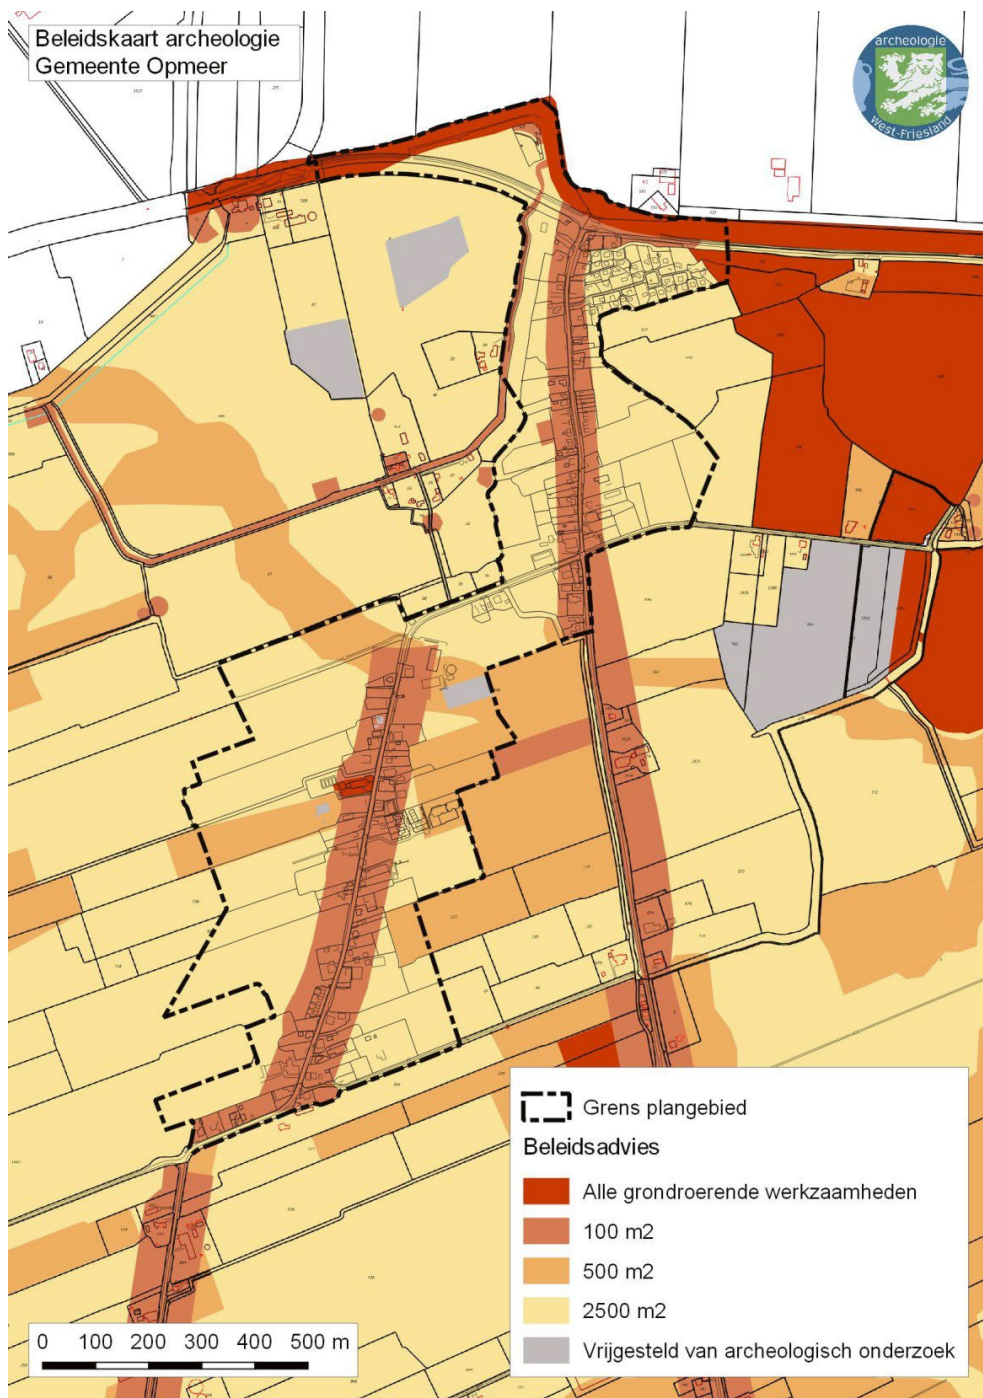 Beleidskaart archeologie
Gemeente Opmeer
archeologie
West-Friesland
Grens plangebied
Beleidsadvies
Alle grondroerende werkzaamheden
100 m2
500 m2
2500 m2
Vrijgesteld van archeologisch onderzoek
0 100 200 300 400 500 m